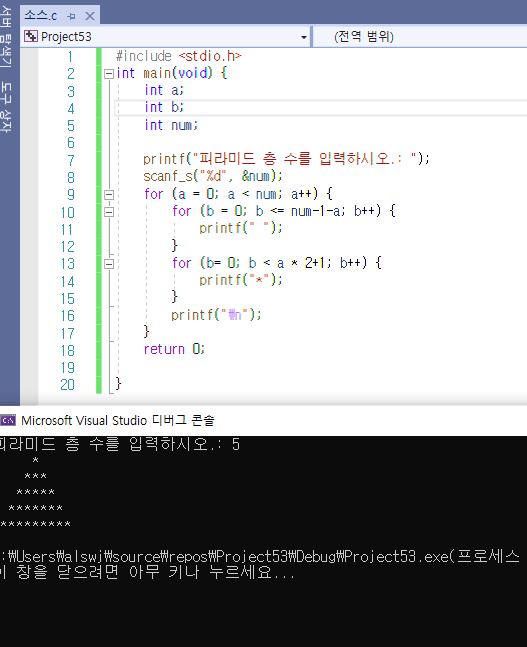 서버 탐색기 도구 상자
소스.c
Project53 (전역 범위)
1 #include <stdio.h>
2 int main(void) {
3 int a;
4 int b;
5 int num;
6
7 printf("피라미드 층 수를 입력하시오.: ");
8 scanf_s("%d", &num);
9 for (a = 0; a < num; a++) {
10 for (b = 0; b <= num-1-a; b++) {
11 printf(" ");
12 }
13 for (b= 0; b < a * 2+1; b++) {
14 printf("*");
15 }
16 printf("₩n");
17 }
18 return 0;
19
20 }
Microsoft Visual Studio 디버그 콘솔
피라미드 층 수를 입력하시오.: 5
*
***
*****
*******
*********
:₩Users₩alswj₩source₩repos₩Project53₩Debug₩Project53.exe(프로세스
이 창을 닫으려면 아무 키나 누르세요...